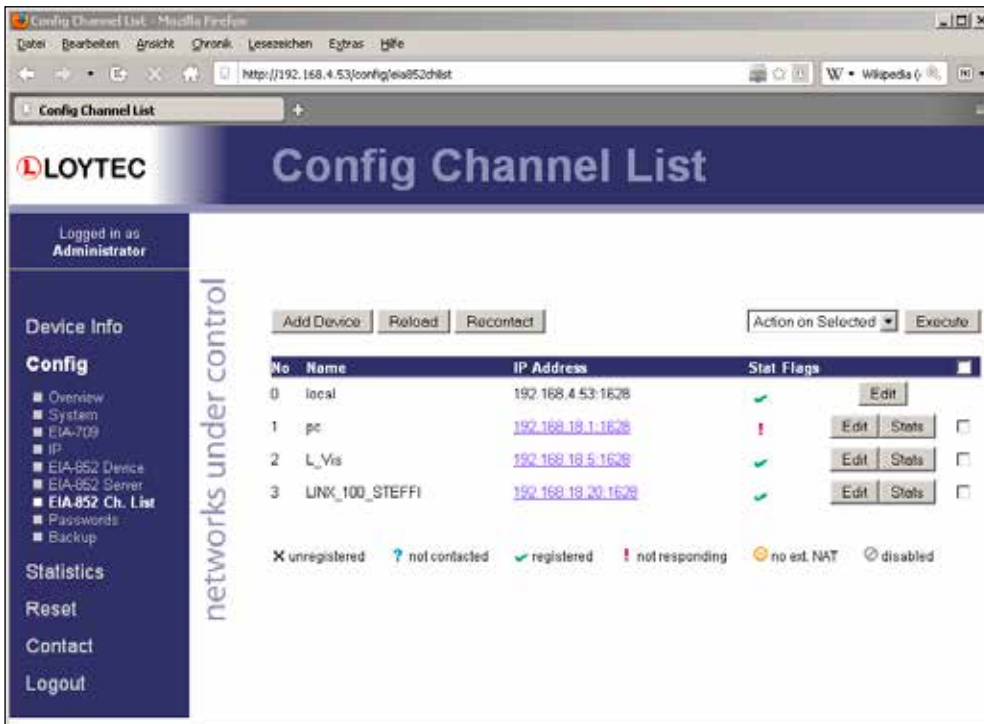 Config Channel List - Mozilla Firefox
Datei Bearbeiten Ansicht Chronik Lesezeichen Extras Hilfe
http://192.168.4.53/config/eia852chlist
W Wikipedia (
Config Channel List +
LOYTEC
Config Channel List
Logged in as
Administrator
Device Info
Config
Overview
System
EIA-709
IP
EIA-852 Device
EIA-852 Server
EIA-852 Ch. List
Passwords
Backup
Statistics
Reset
Contact
Logout
networks under control
Add Device Reload Recontact Action on Selected Execute
No Name IP Address Stat Flags
0 local 192.168.4.53:1628 Edit
1 pc 192.168.18.1:1628 Edit Stats
2 L_Vis 192.168.18.5:1628 Edit Stats
3 LINX_100_STEFFI 192.168.18.20:1628 Edit Stats
unregistered ? not contacted registered ! not responding no ext. NAT disabled